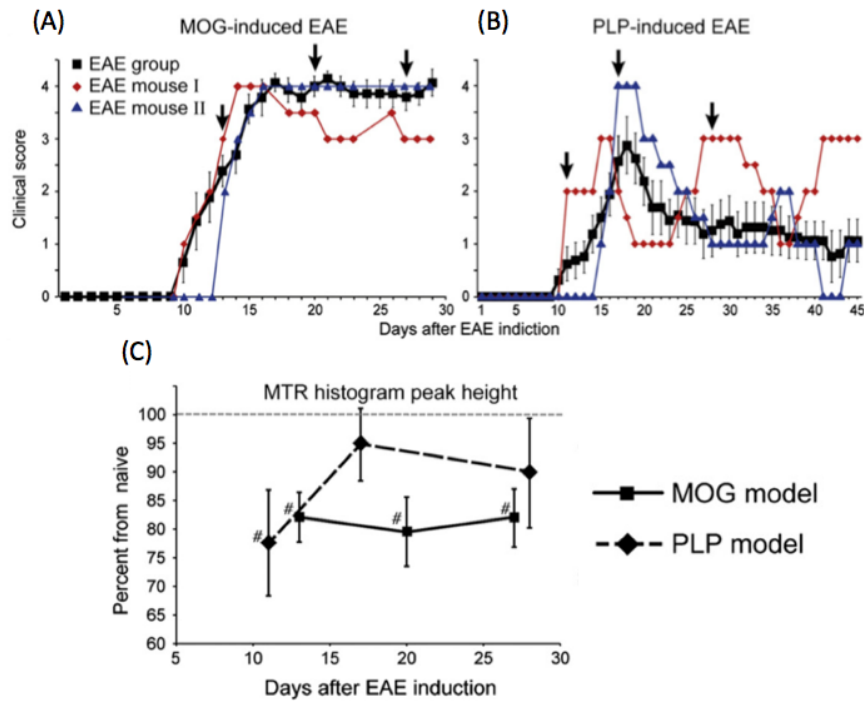 (A) MOG-induced EAE
EAE group
EAE mouse I
EAE mouse II
Clinical score
4
3
2
1
0
5 10 15 20 25 30
(B) PLP-induced EAE
4
3
2
1
0
1 5 10 15 20 25 30 35 40 45
Days after EAE indiction
(C)
MTR histogram peak height
Percent from naive
100
95
90
85
80
75
70
65
60
# # # #
5 10 15 20 25 30
Days after EAE induction
MOG model
PLP model